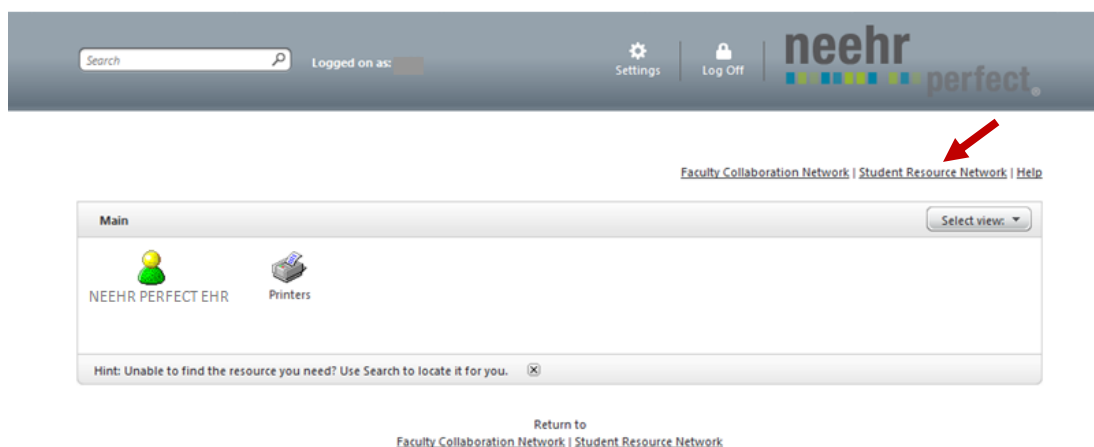 Search
Logged on as:
Settings
Log Off
neehr
perfect®
Faculty Collaboration Network | Student Resource Network | Help
Main
Select view:
NEEHR PERFECT EHR
Printers
Hint: Unable to find the resource you need? Use Search to locate it for you.
Return to
Faculty Collaboration Network | Student Resource Network